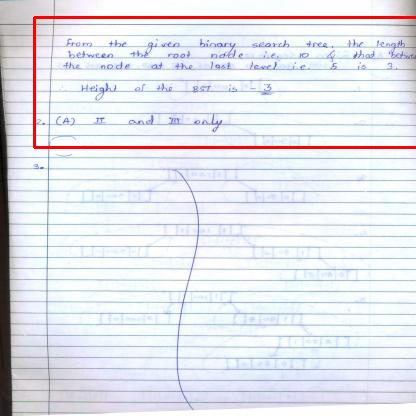 From the given binary search tree, the length
between the root node i.e. 10 & that between
the node at the last level i.e. 5 is 3.
∴ Height of the BST is - 3
2. (A) II and III only
3.